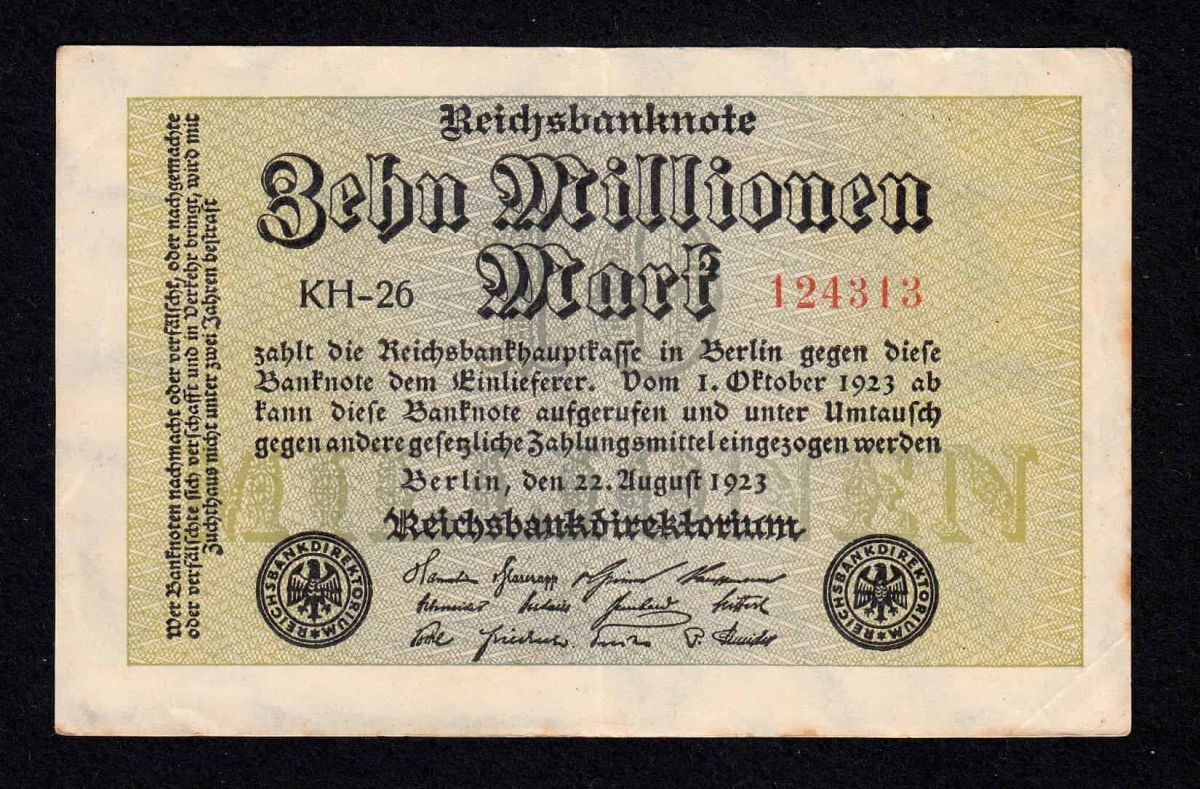 Reichsbanknote
Zehn Millionen
Mark
KH-26
124313
zahlt die Reichsbankhauptkasse in Berlin gegen diese
Banknote dem Einlieferer. Vom 1. Oktober 1923 ab
kann diese Banknote aufgerufen und unter Umtausch
gegen andere gesetzliche Zahlungsmittel eingezogen werden
Berlin, den 22. August 1923
Reichsbankdirektorium
REICHSBANKDIREKTORIUM
REICHSBANKDIREKTORIUM
Wer Banknoten nachmacht oder verfälscht, oder nachgemachte
oder verfälschte sich verschafft und in Verkehr bringt, wird mit
Zuchthaus nicht unter zwei Jahren bestraft
10